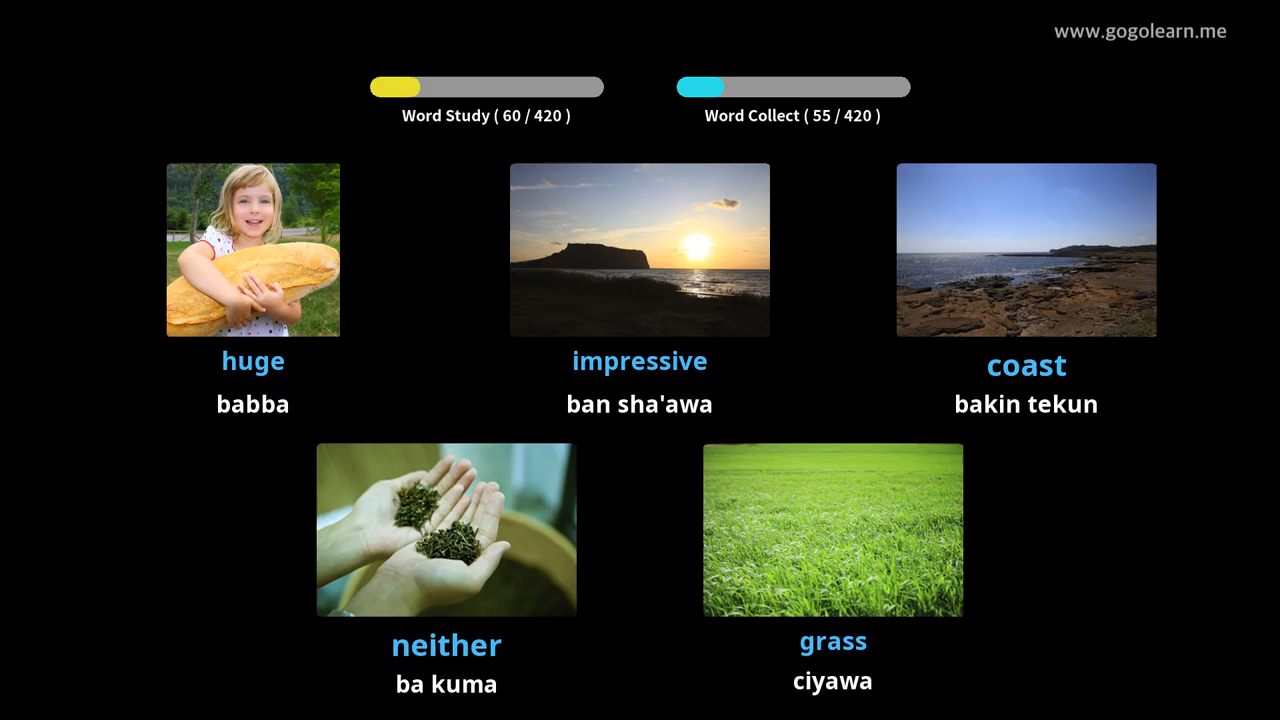 www.gogolearn.me
Word Study ( 60 / 420 )
Word Collect ( 55 / 420 )
huge
babba
impressive
ban sha'awa
coast
bakin tekun
neither
ba kuma
grass
ciyawa